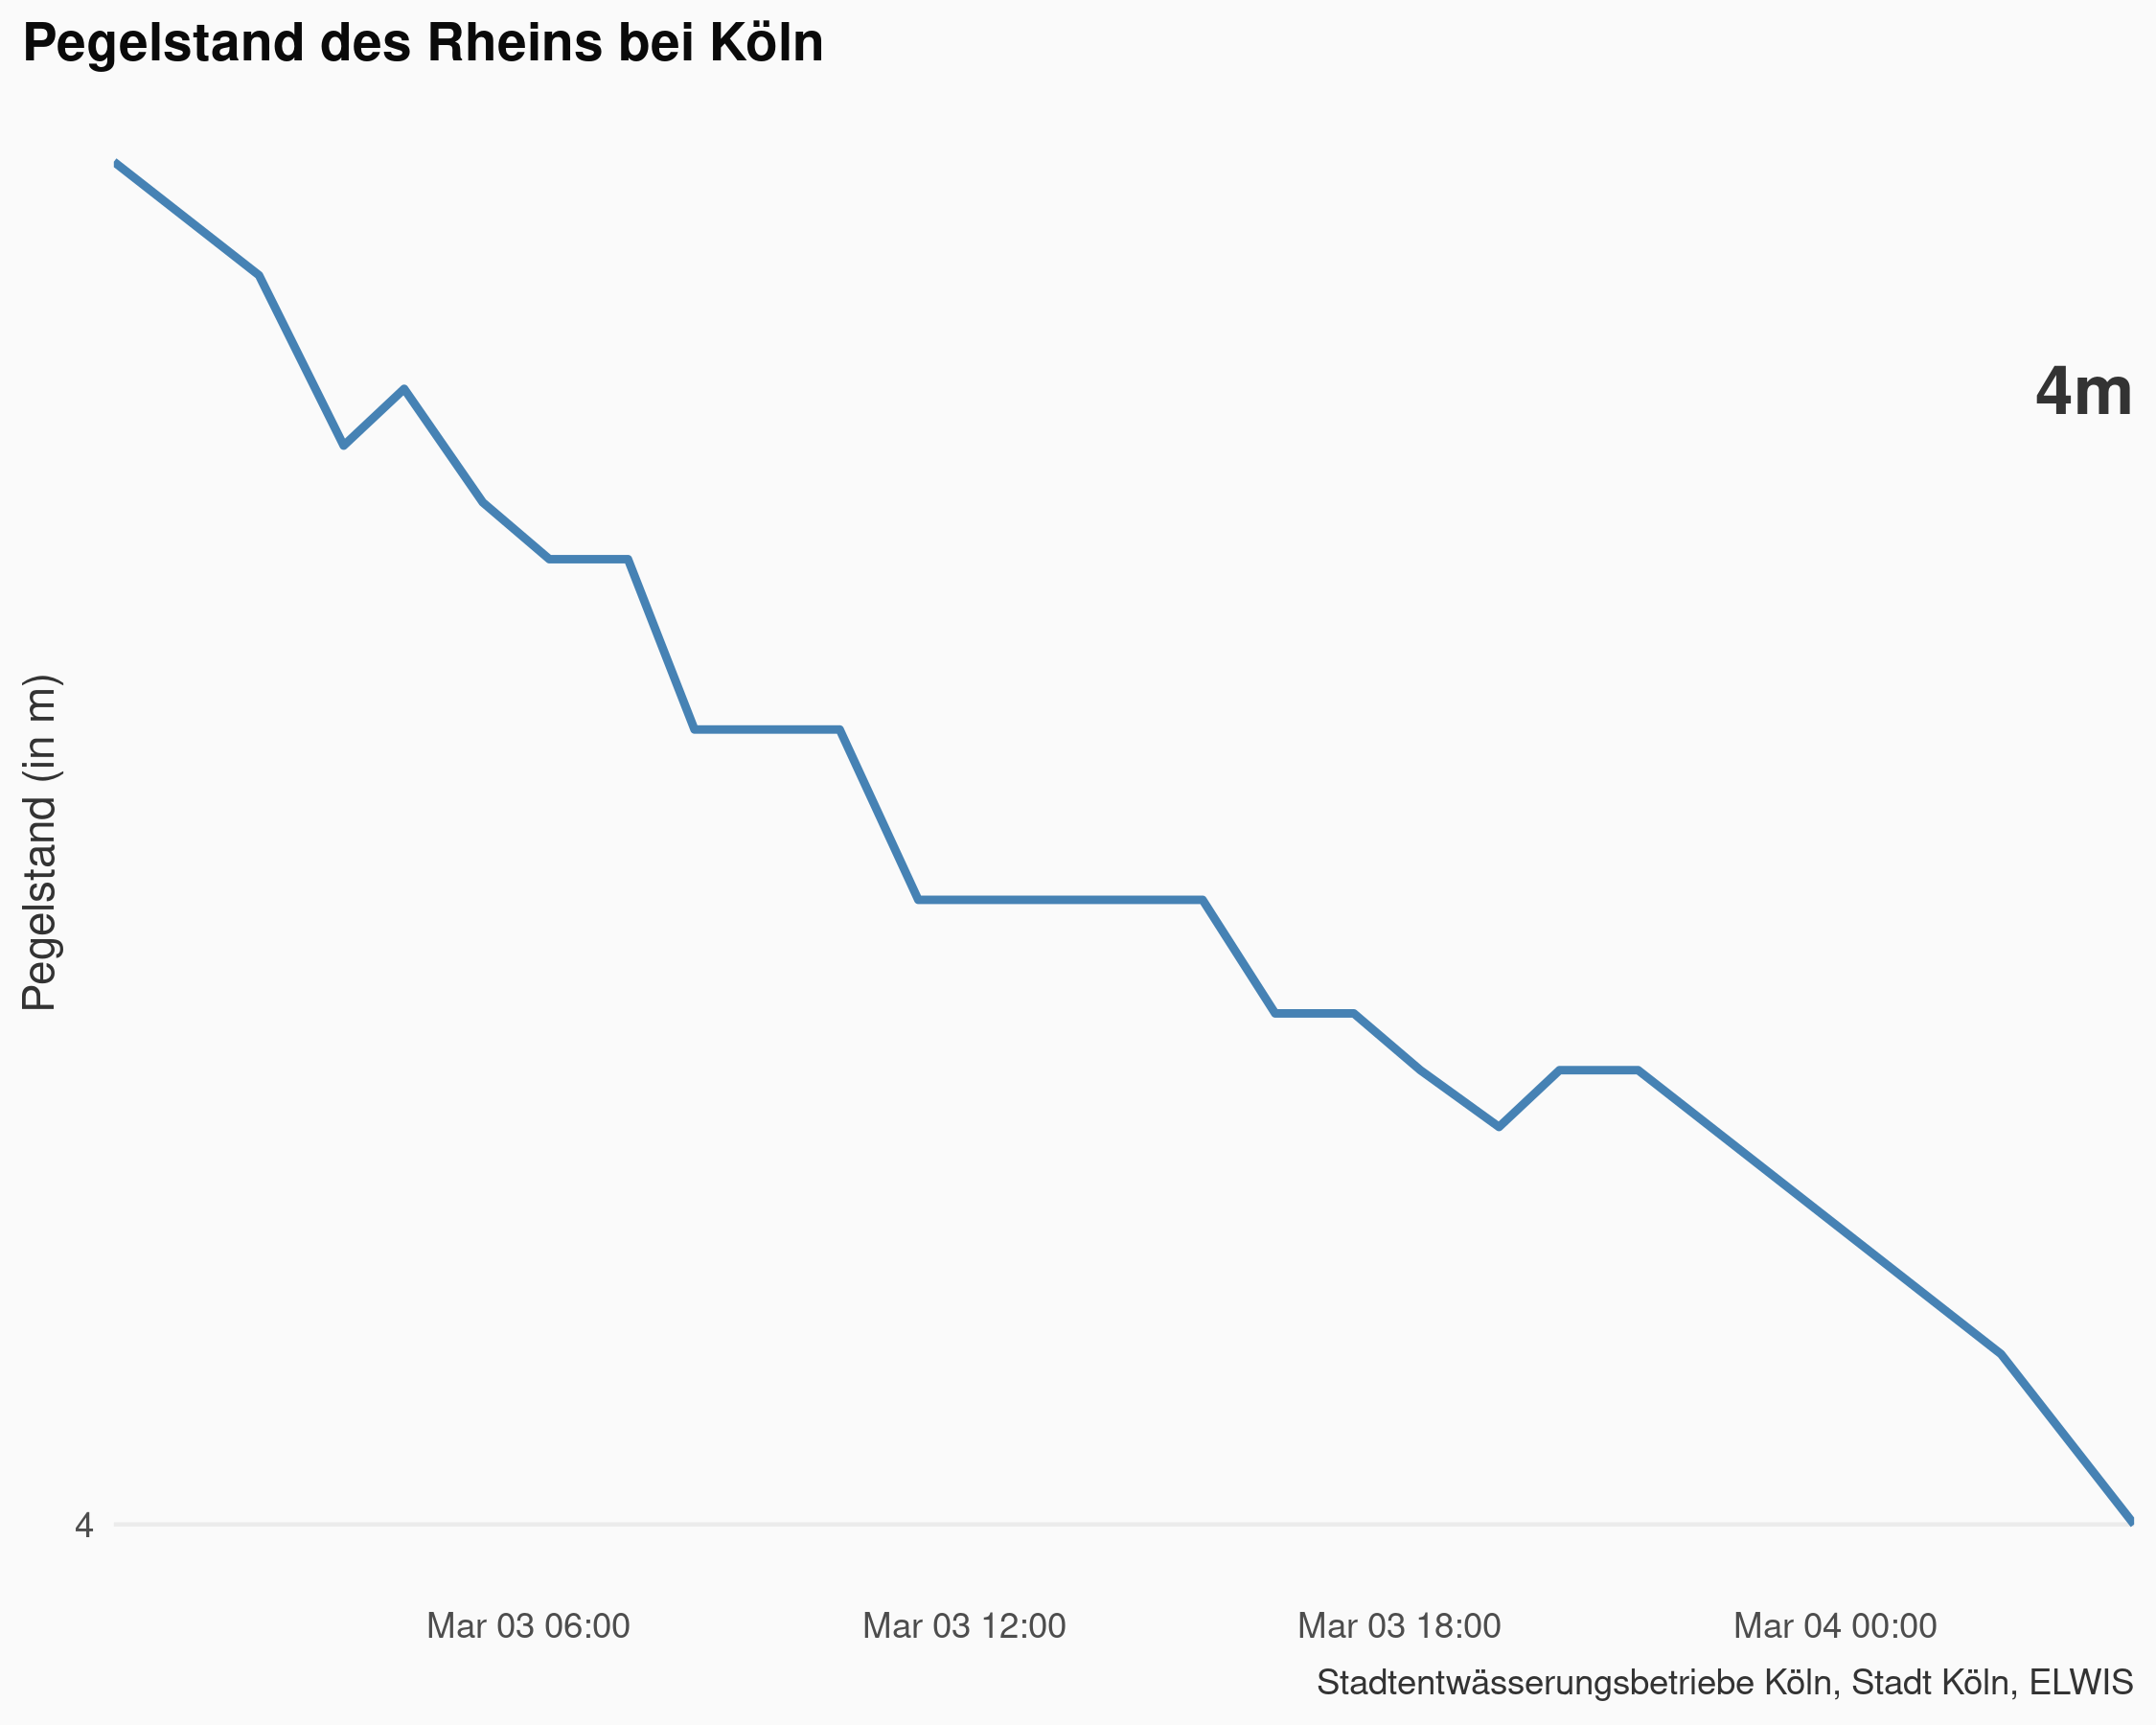 Pegelstand des Rheins bei Köln
4m
Pegelstand (in m)
4
Mar 03 06:00
Mar 03 12:00
Mar 03 18:00
Mar 04 00:00
Stadtentwässerungsbetriebe Köln, Stadt Köln, ELWIS